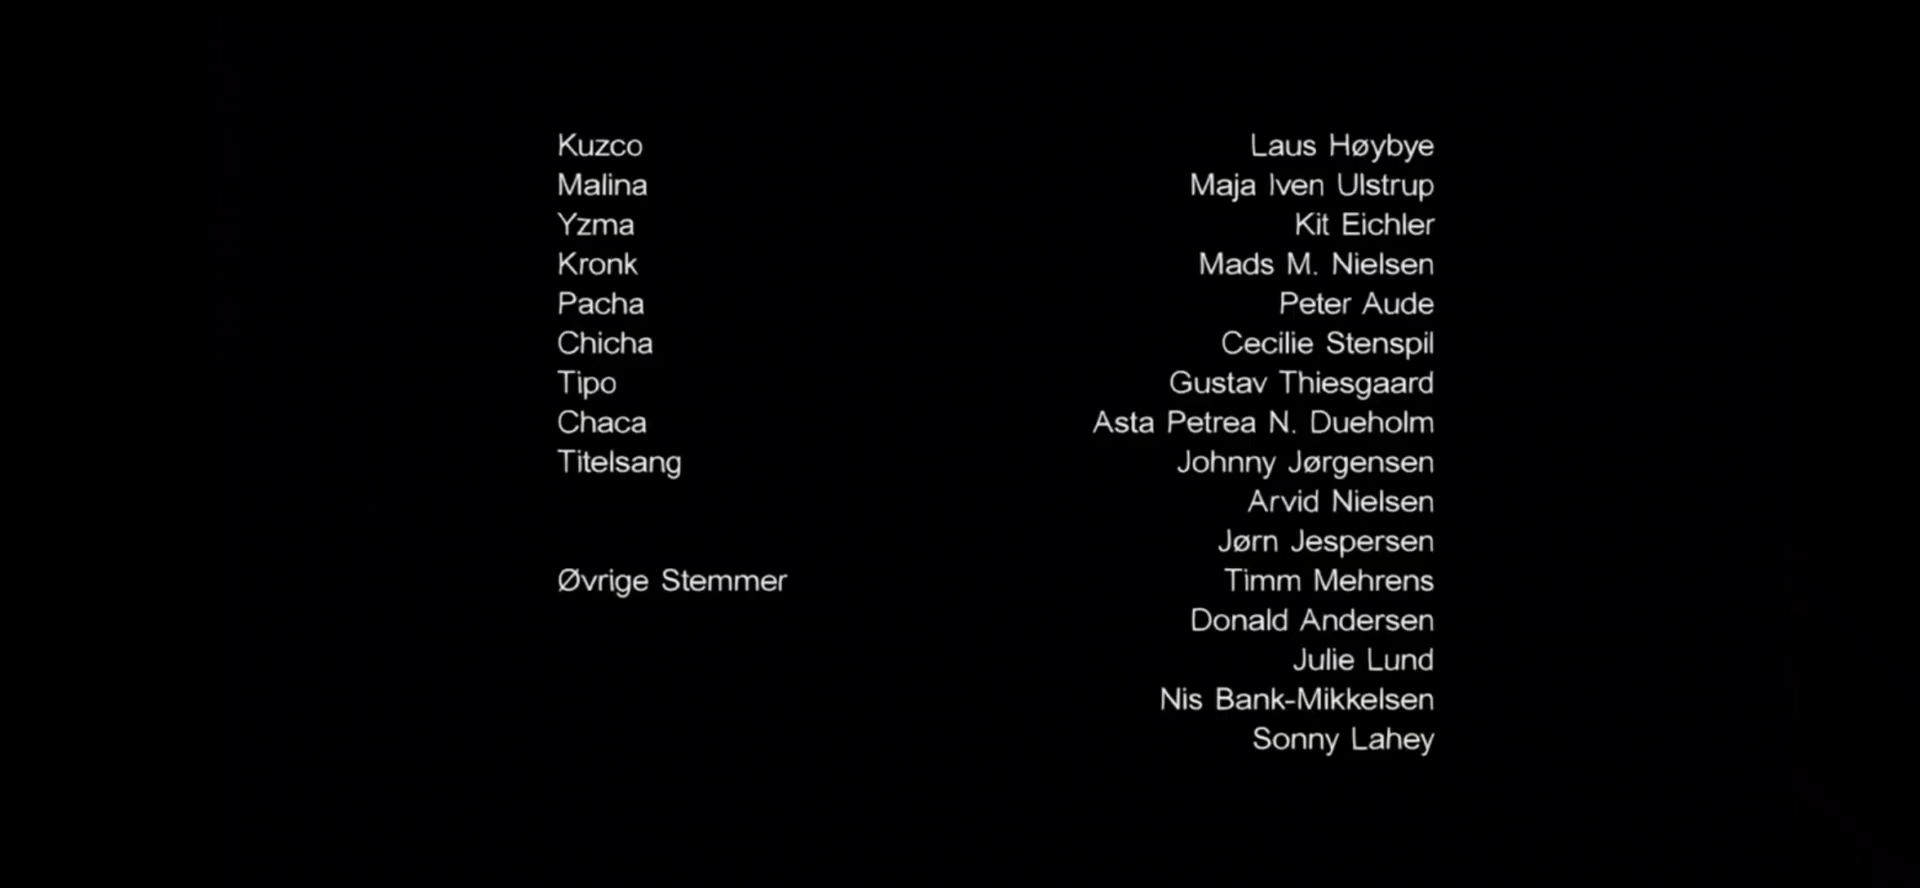 Kuzco Laus Høybye
Malina Maja Iven Ulstrup
Yzma Kit Eichler
Kronk Mads M. Nielsen
Pacha Peter Aude
Chicha Cecilie Stenspil
Tipo Gustav Thiesgaard
Chaca Asta Petrea N. Dueholm
Titelsang Johnny Jørgensen
Arvid Nielsen
Jørn Jespersen
Øvrige Stemmer Timm Mehrens
Donald Andersen
Julie Lund
Nis Bank-Mikkelsen
Sonny Lahey